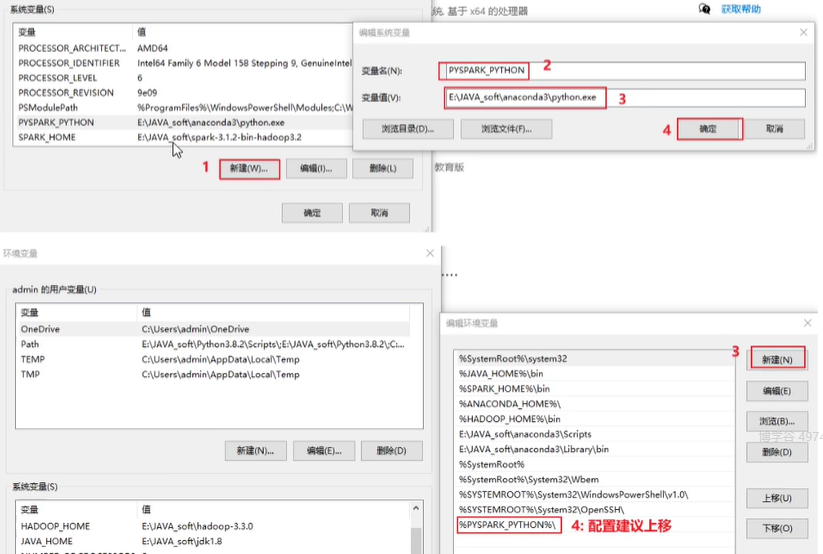 系统变量(S)
变量 值
PROCESSOR_ARCHITECT... AMD64
PROCESSOR_IDENTIFIER Intel64 Family 6 Model 158 Stepping 9, GenuineIntel
PROCESSOR_LEVEL 6
PROCESSOR_REVISION 9e09
PSModulePath %ProgramFiles%\WindowsPowerShell\Modules;C:\W
PYSPARK_PYTHON E:\JAVA_soft\anaconda3\python.exe
SPARK_HOME E:\JAVA_soft\spark-3.1.2-bin-hadoop3.2
1 新建(W)... 编辑(I)... 删除(L)
确定 取消
统, 基于 x64 的处理器
获取帮助
编辑系统变量
变量名(N): PYSPARK_PYTHON 2
变量值(V): E:\JAVA_soft\anaconda3\python.exe 3
浏览目录(D)... 浏览文件(F)... 4 确定 取消
教育版
环境变量
admin 的用户变量(U)
变量 值
OneDrive C:\Users\admin\OneDrive
Path E:\JAVA_soft\Python3.8.2\Scripts\;E:\JAVA_soft\Python3.8.2\;C:...
TEMP C:\Users\admin\AppData\Local\Temp
TMP C:\Users\admin\AppData\Local\Temp
新建(N)... 编辑(E)... 删除(D)
系统变量(S)
变量 值
HADOOP_HOME E:\JAVA_soft\hadoop-3.3.0
JAVA_HOME E:\JAVA_soft\jdk1.8
编辑环境变量
%SystemRoot%\system32
%JAVA_HOME%\bin
%SPARK_HOME%\bin
%ANACONDA_HOME%\
%HADOOP_HOME%\bin
E:\JAVA_soft\anaconda3\Scripts
E:\JAVA_soft\anaconda3\Library\bin
%SystemRoot%
%SystemRoot%\System32\Wbem
%SYSTEMROOT%\System32\WindowsPowerShell\v1.0\
%SYSTEMROOT%\System32\OpenSSH\
%PYSPARK_PYTHON%\ 4: 配置建议上移
3 新建(N)
编辑(E)
浏览(B)...
博学谷 4974
删除(D)
上移(U)
下移(O)